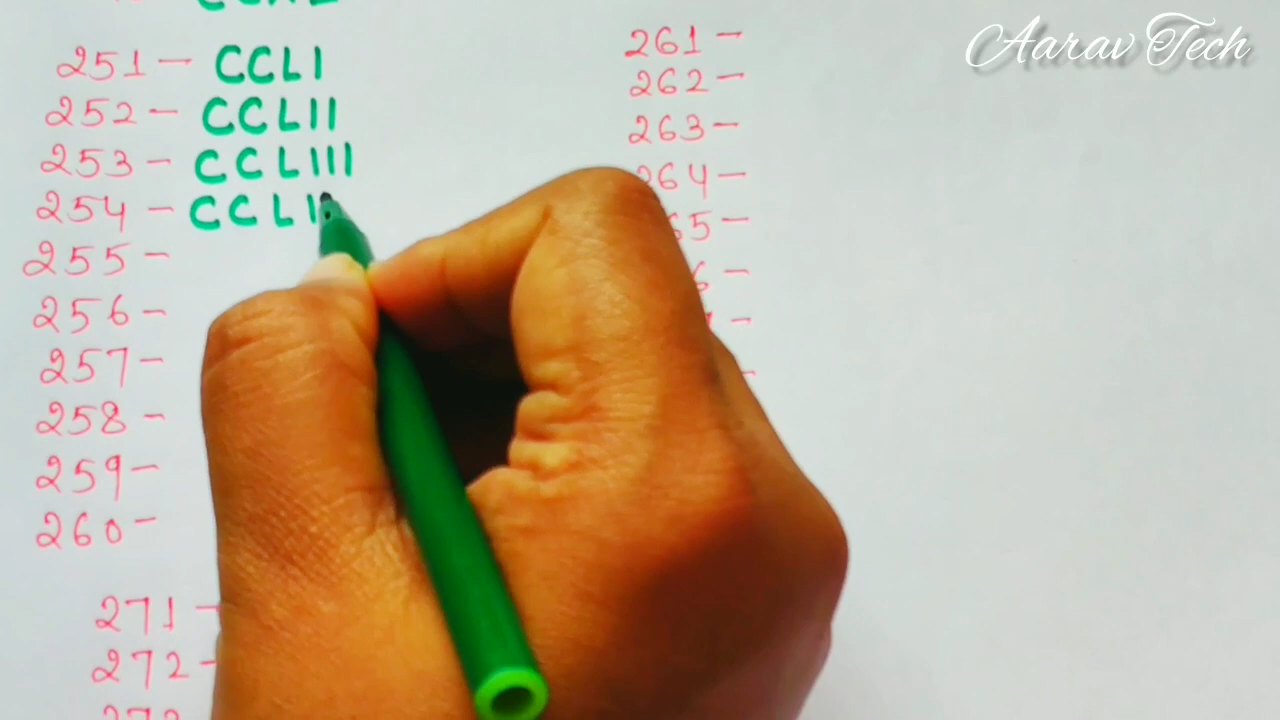 251 - CCLI
252 - CCLII
253 - CCLIII
254 - CCLI
255 -
256 -
257 -
258 -
259 -
260 -
271 -
272 -
261 -
262 -
263 -
264 -
Aarav Tech